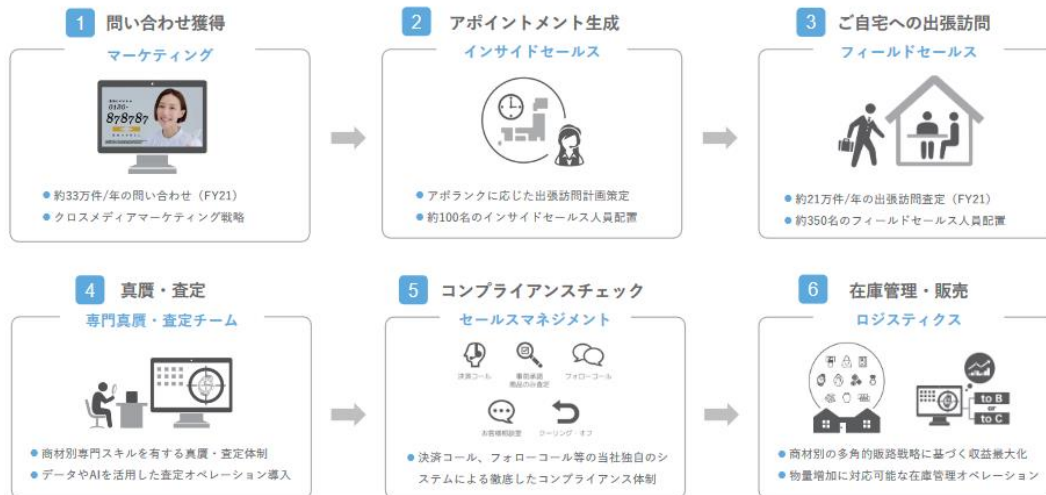 1 問い合わせ獲得
マーケティング
0120-
878787
● 約33万件/年の問い合わせ（FY21）
● クロスメディアマーケティング戦略
2 アポイントメント生成
インサイドセールス
● アポランクに応じた出張訪問計画策定
● 約100名のインサイドセールス人員配置
3 ご自宅への出張訪問
フィールドセールス
● 約21万件/年の出張訪問査定（FY21）
● 約350名のフィールドセールス人員配置
4 真贋・査定
専門真贋・査定チーム
● 商材別専門スキルを有する真贋・査定体制
● データやAIを活用した査定オペレーション導入
5 コンプライアンスチェック
セールスマネジメント
決済コール
事前承諾
商品のみ査定
フォローコール
お客様相談室
クーリング・オフ
● 決済コール、フォローコール等の当社独自のシ
ステムによる徹底したコンプライアンス体制
6 在庫管理・販売
ロジスティクス
to B
or
to C
● 商材別の多角的販路戦略に基づく収益最大化
● 物量増加に対応可能な在庫管理オペレーション